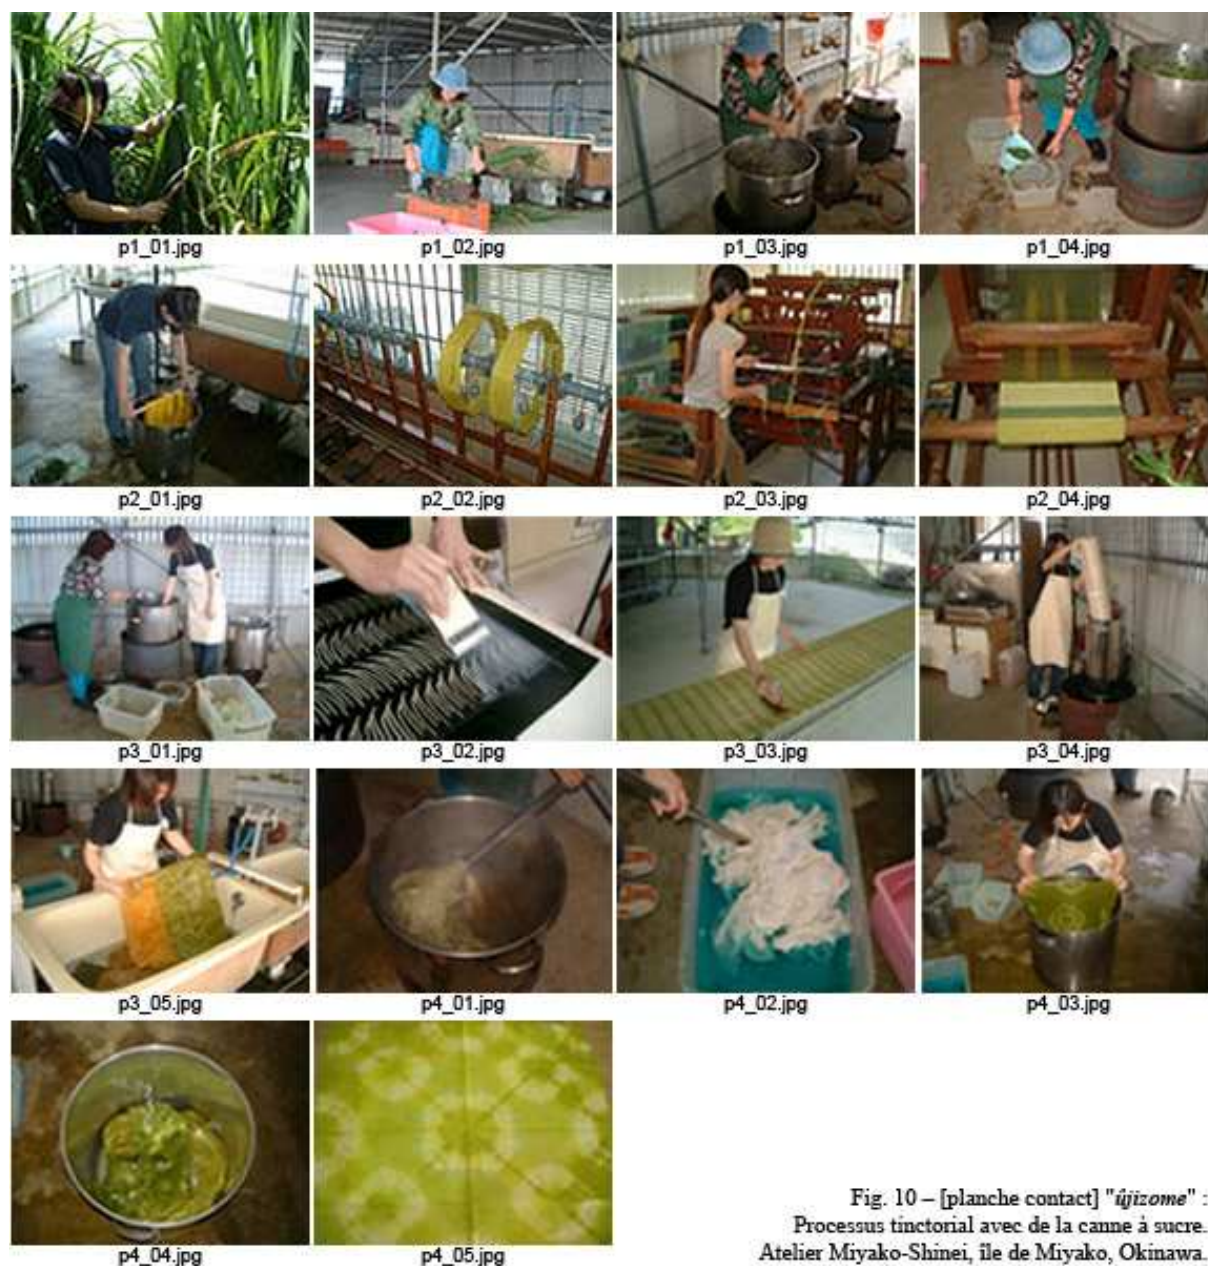 p1_01.jpg p1_02.jpg p1_03.jpg p1_04.jpg
p2_01.jpg p2_02.jpg p2_03.jpg p2_04.jpg
p3_01.jpg p3_02.jpg p3_03.jpg p3_04.jpg
p3_05.jpg p4_01.jpg p4_02.jpg p4_03.jpg
p4_04.jpg p4_05.jpg
Fig. 10 – [planche contact] "ûjizome" :
Processus tinctorial avec de la canne à sucre.
Atelier Miyako-Shinei, île de Miyako, Okinawa.